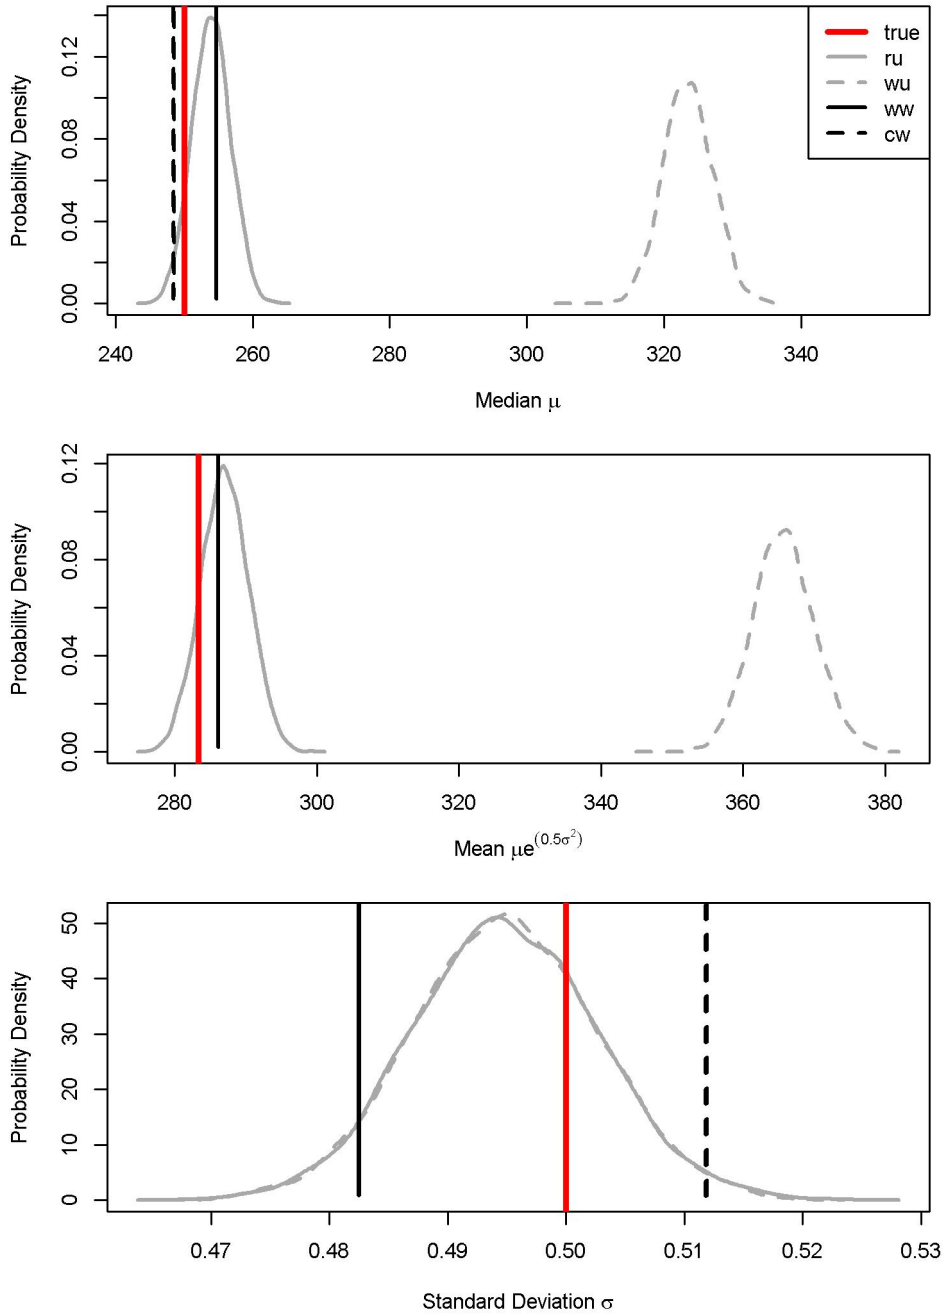 true
ru
wu
ww
cw
Probability Density
0.00 0.04 0.08 0.12
240 260 280 300 320 340
Median μ
Probability Density
0.00 0.04 0.08 0.12
280 300 320 340 360 380
Mean μe^(0.5σ²)
Probability Density
0 10 20 30 40 50
0.47 0.48 0.49 0.50 0.51 0.52 0.53
Standard Deviation σ